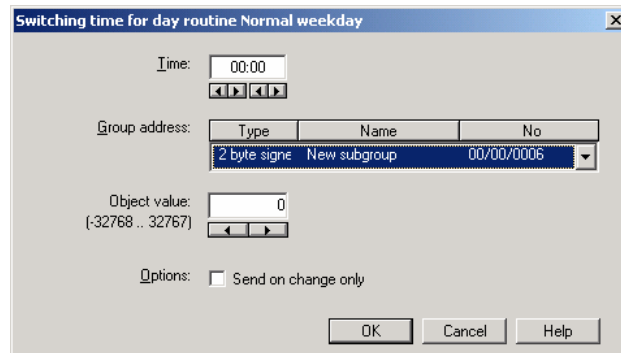 Switching time for day routine Normal weekday
Time:
00:00
Group address:
Type Name No
2 byte signe New subgroup 00/00/0006
Object value:
(-32768 .. 32767)
0
Options:
Send on change only
OK Cancel Help